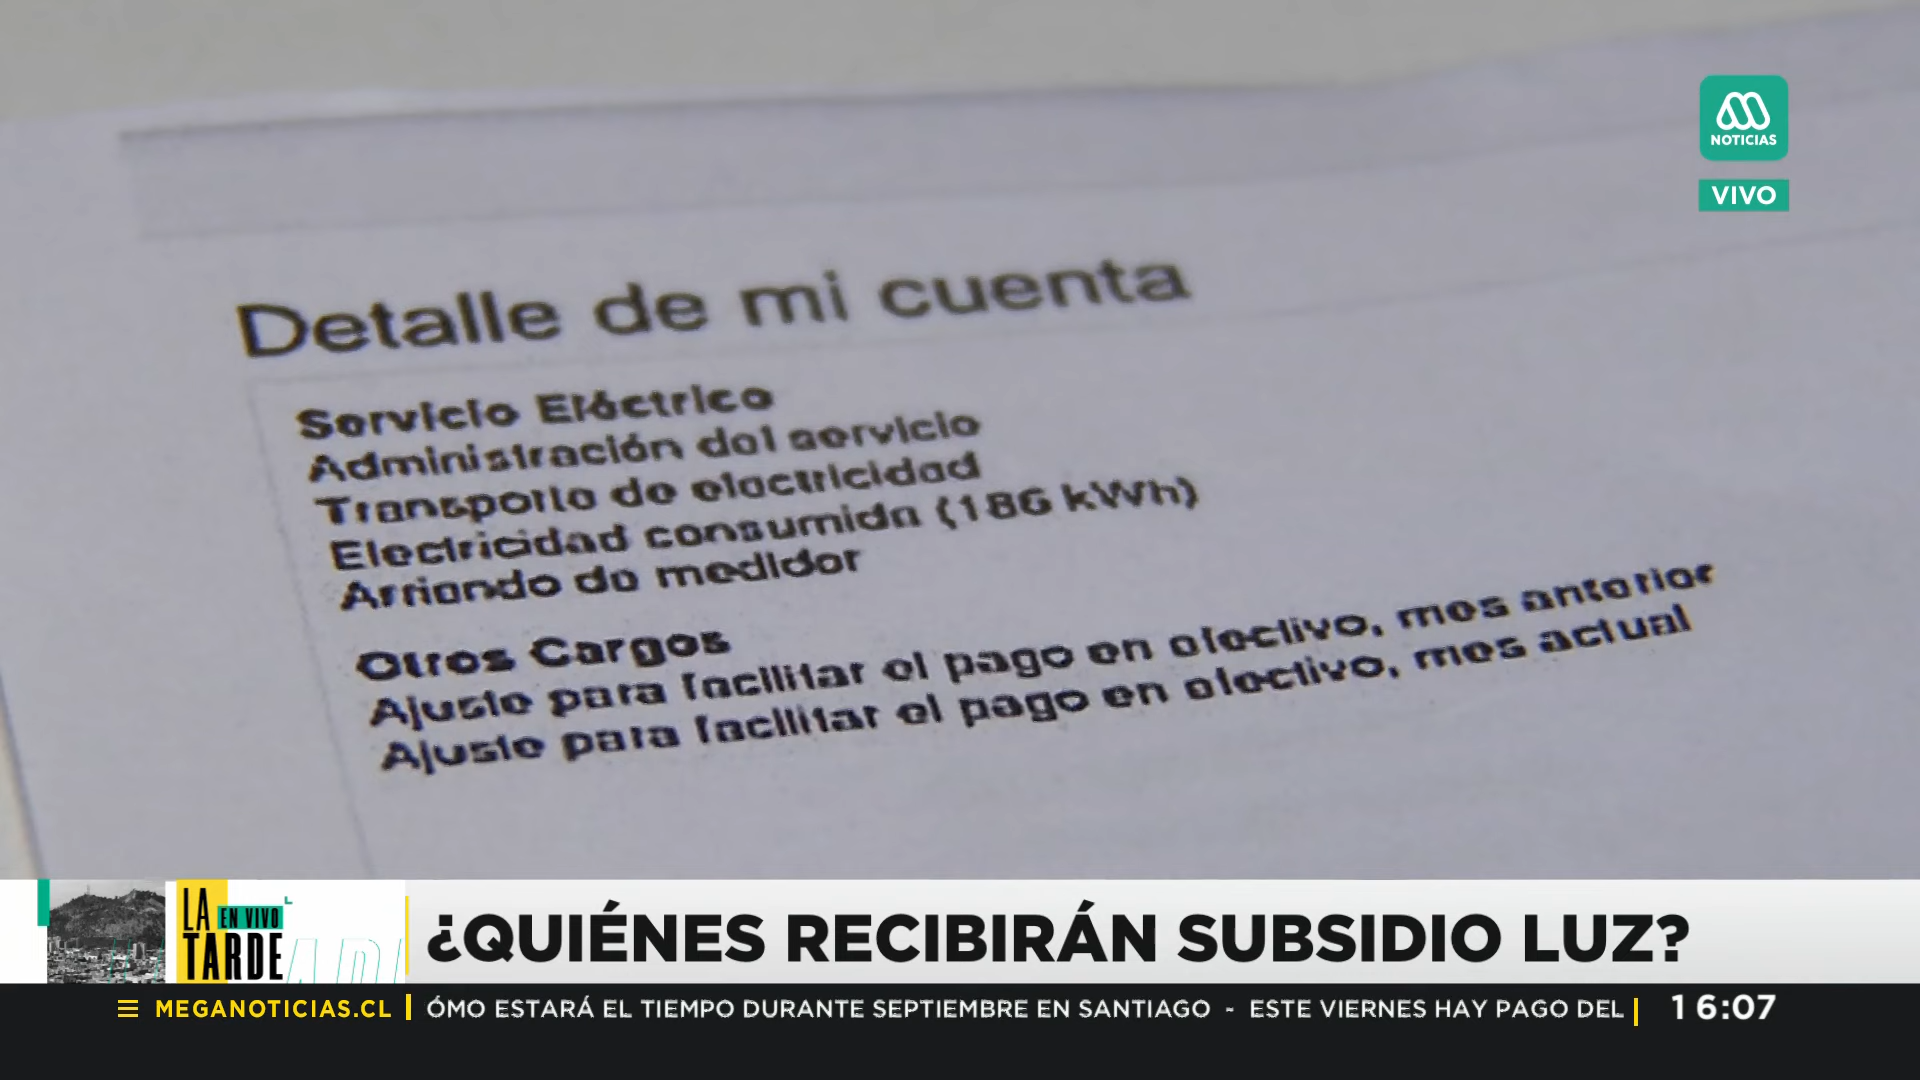 NOTICIAS
VIVO
Detalle de mi cuenta
Servicio Eléctrico
Administración del servicio
Transporte de electricidad
Electricidad consumida (186 kWh)
Arriendo de medidor
Otros Cargos
Ajuste para facilitar el pago en efectivo, mes anterior
Ajuste para facilitar el pago en efectivo, mes actual
LA TARDE
EN VIVO
¿QUIÉNES RECIBIRÁN SUBSIDIO LUZ?
MEGANOTICIAS.CL
ÓMO ESTARÁ EL TIEMPO DURANTE SEPTIEMBRE EN SANTIAGO - ESTE VIERNES HAY PAGO DEL
16:07